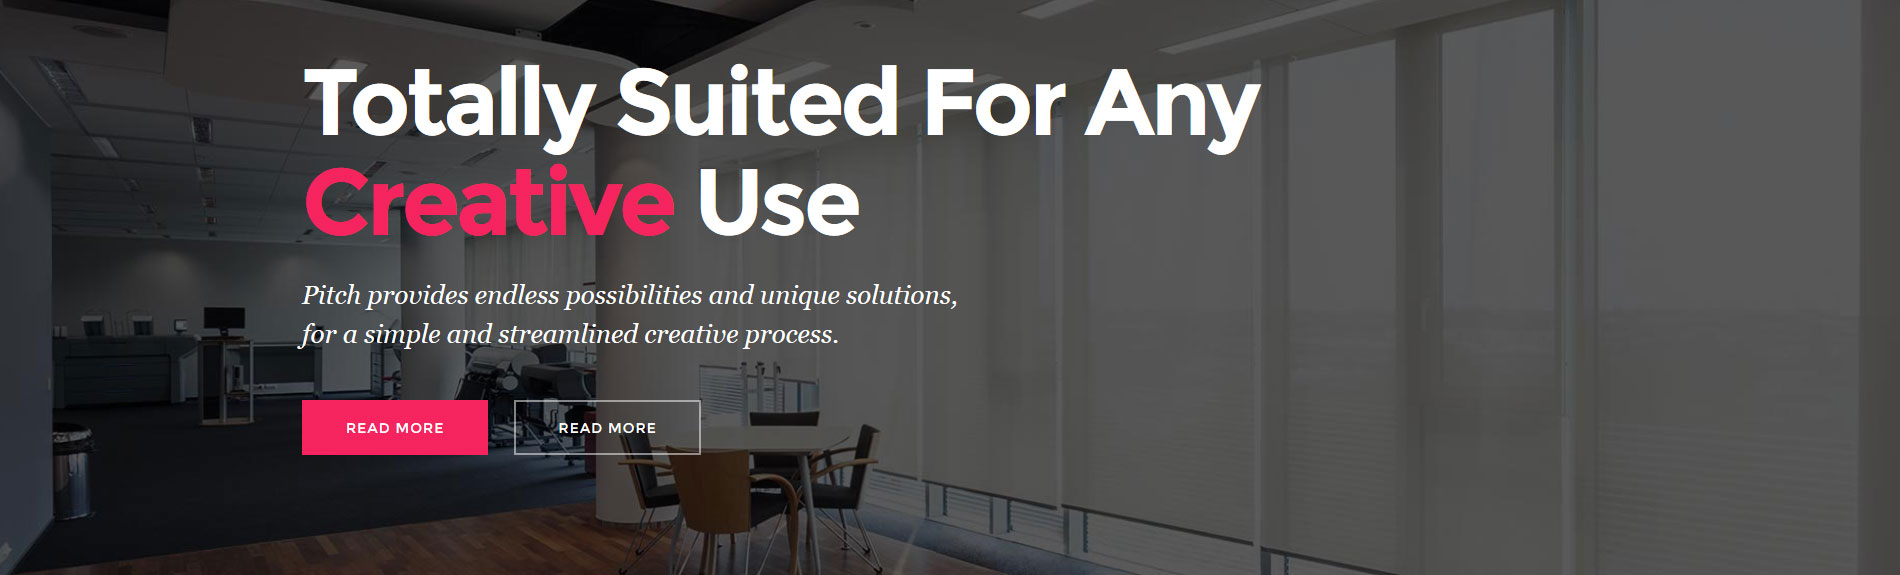 Totally Suited For Any
Creative Use
Pitch provides endless possibilities and unique solutions,
for a simple and streamlined creative process.
READ MORE
READ MORE